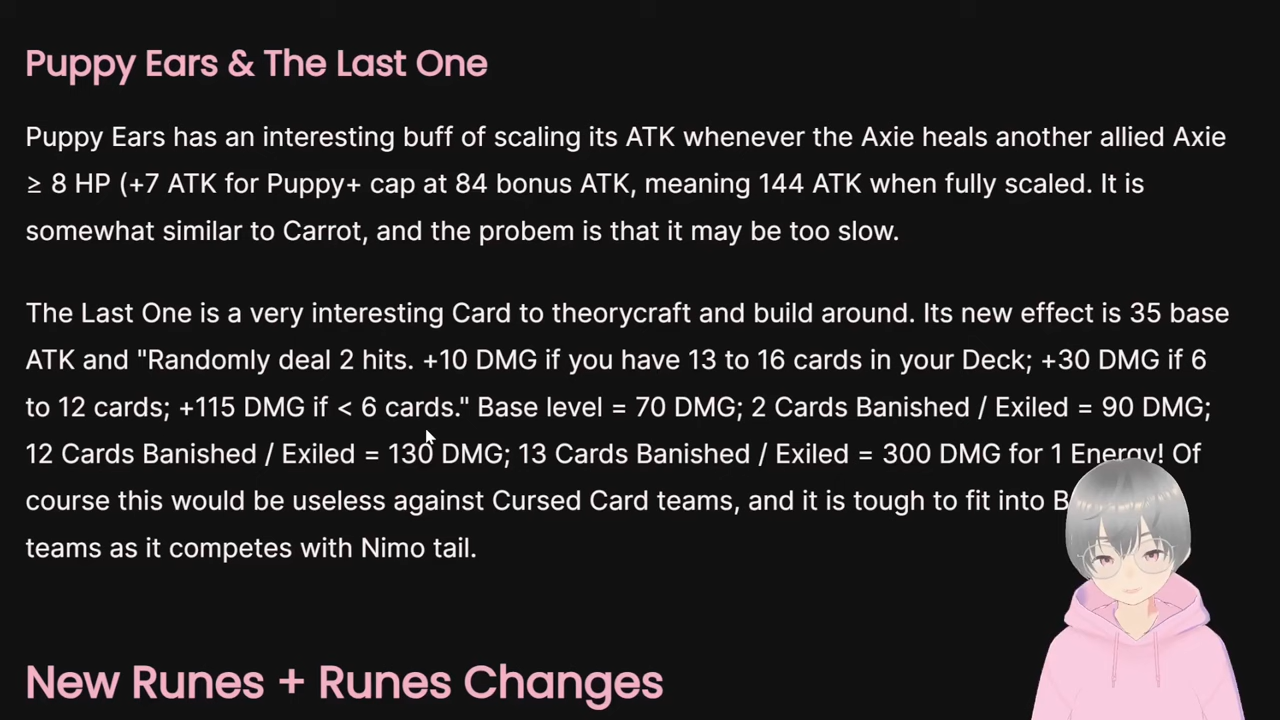 Puppy Ears & The Last One
Puppy Ears has an interesting buff of scaling its ATK whenever the Axie heals another allied Axie
≥ 8 HP (+7 ATK for Puppy+ cap at 84 bonus ATK, meaning 144 ATK when fully scaled. It is
somewhat similar to Carrot, and the probem is that it may be too slow.
The Last One is a very interesting Card to theorycraft and build around. Its new effect is 35 base
ATK and "Randomly deal 2 hits. +10 DMG if you have 13 to 16 cards in your Deck; +30 DMG if 6
to 12 cards; +115 DMG if < 6 cards." Base level = 70 DMG; 2 Cards Banished / Exiled = 90 DMG;
12 Cards Banished / Exiled = 130 DMG; 13 Cards Banished / Exiled = 300 DMG for 1 Energy! Of
course this would be useless against Cursed Card teams, and it is tough to fit into
teams as it competes with Nimo tail.
New Runes + Runes Changes